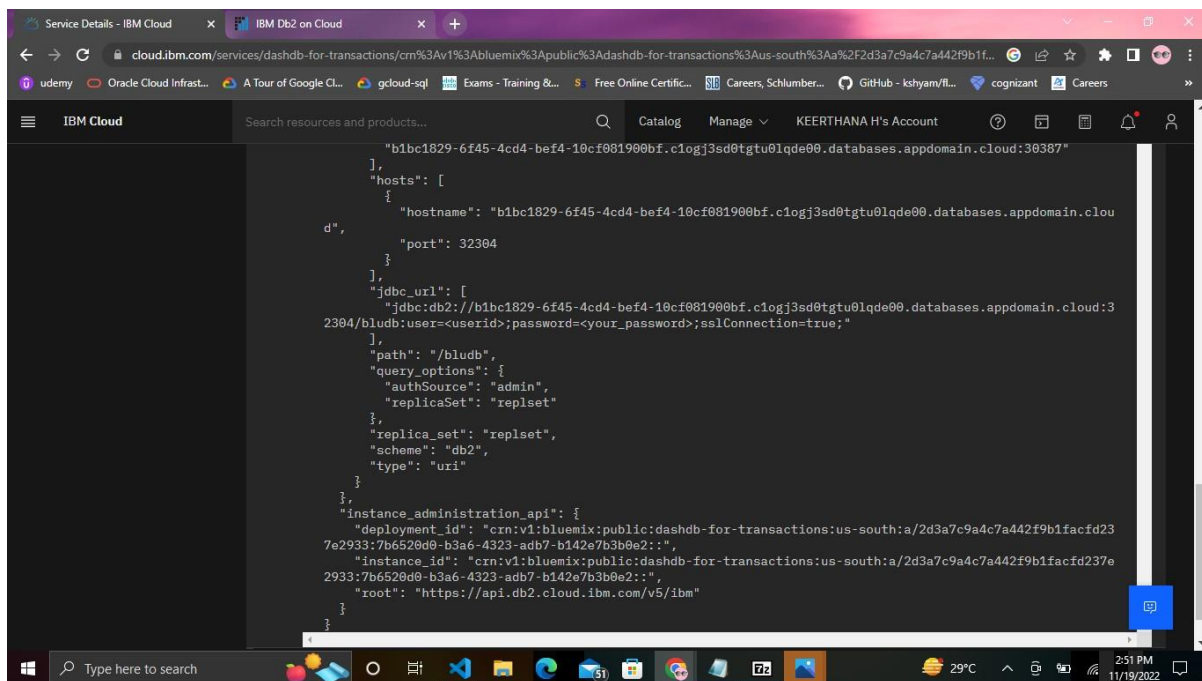 Service Details - IBM Cloud
IBM Db2 on Cloud
cloud.ibm.com/services/dashdb-for-transactions/crn%3Av1%3Abluemix%3Apublic%3Adashdb-for-transactions%3Aus-south%3Aa%2F2d3a7c9a4c7a442f9b1f...
udemy Oracle Cloud Infrast... A Tour of Google Cl... gcloud-sql Exams - Training &... Free Online Certific... Careers, Schlumber... GitHub - kshyam/fl... cognizant Careers »
IBM Cloud Search resources and products... Catalog Manage KEERTHANA H's Account
"b1bc1829-6f45-4cd4-bef4-10cf081900bf.c1ogj3sd0tgtu0lqde00.databases.appdomain.cloud:30387"
],
"hosts": [
{
"hostname": "b1bc1829-6f45-4cd4-bef4-10cf081900bf.c1ogj3sd0tgtu0lqde00.databases.appdomain.clou
d",
"port": 32304
}
],
"jdbc_url": [
"jdbc:db2://b1bc1829-6f45-4cd4-bef4-10cf081900bf.c1ogj3sd0tgtu0lqde00.databases.appdomain.cloud:3
2304/bludb:user=<userid>;password=<your_password>;sslConnection=true;"
],
"path": "/bludb",
"query_options": {
"authSource": "admin",
"replicaSet": "replset"
},
"replica_set": "replset",
"scheme": "db2",
"type": "uri"
}
},
"instance_administration_api": {
"deployment_id": "crn:v1:bluemix:public:dashdb-for-transactions:us-south:a/2d3a7c9a4c7a442f9b1facfd23
7e2933:7b6520d0-b3a6-4323-adb7-b142e7b3b0e2::",
"instance_id": "crn:v1:bluemix:public:dashdb-for-transactions:us-south:a/2d3a7c9a4c7a442f9b1facfd237e
2933:7b6520d0-b3a6-4323-adb7-b142e7b3b0e2::",
"root": "https://api.db2.cloud.ibm.com/v5/ibm"
}
}
Type here to search
51
7z
29°C
2:51 PM
11/19/2022